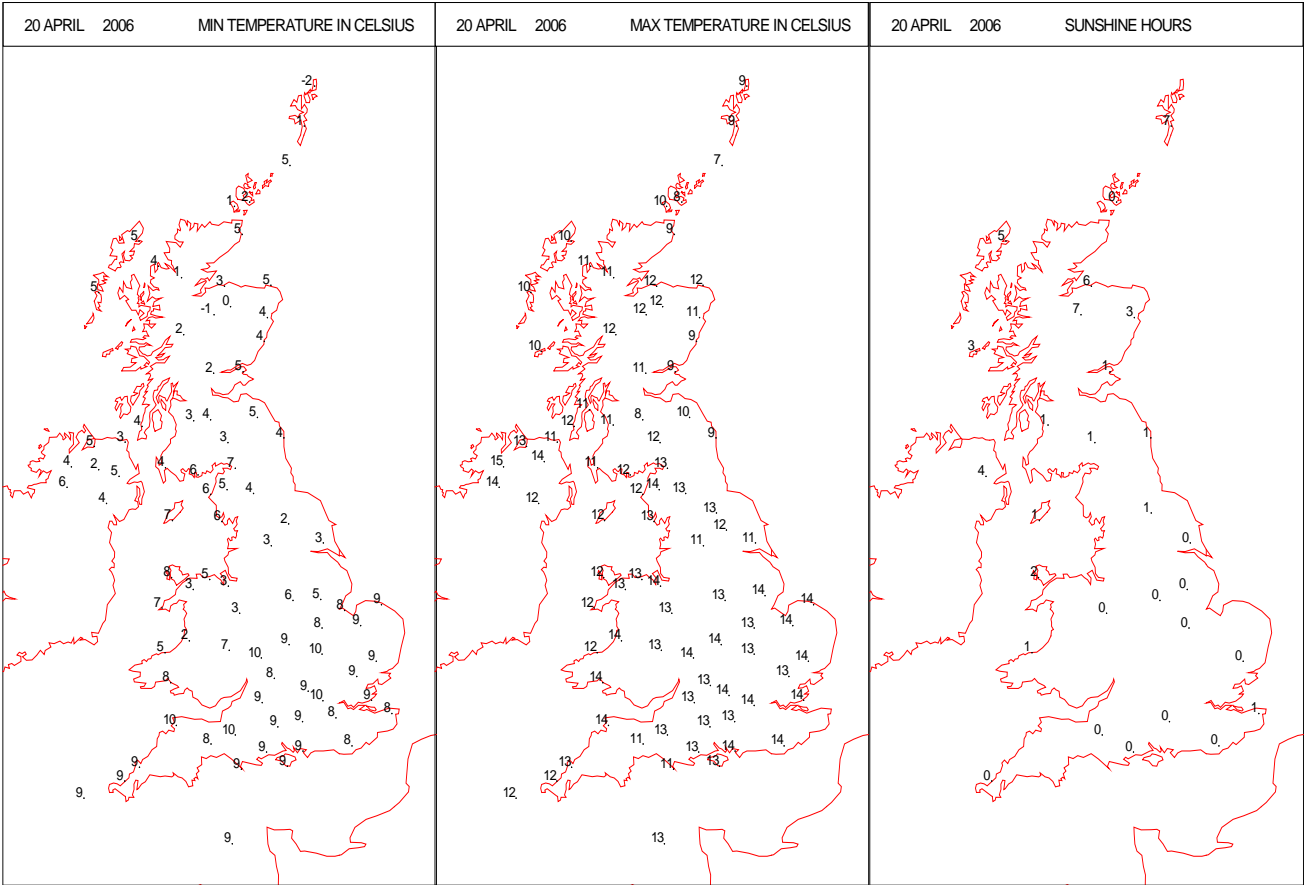 20 APRIL 2006 MIN TEMPERATURE IN CELSIUS
-2
1
5
1 2
5
5
4
1
5 3 5
0
-1 4
2 4
2 5
3 4 5
4
5 3 3 4
4 2 4 6 7
6 5 5
4 6 4
7 6 2
3 3
8 5
3 3
7 3 6 5 8 9
8 9
2 9
5 7 10 10
9
8 8 9
9 9
9 10
10 9 9 8 8
8 10
9 9 8
9 9 9
9
9
9
20 APRIL 2006 MAX TEMPERATURE IN CELSIUS
9
9
7
10 8
9
10
11
11
10 12 12
12
12 11
12 9
10
11 9
11
12 11 8 10
13 11 12 9
15 14 11 12 13
14 12 14 13
12
12 13 13
12
11 11
12 13
13 14
12 13 13 14 14
13 14
14 14
12 13 14 13
14
14 13 13
13 14 14
14 13 14
11 13 13 13
13 14 14
13 11 13
12
12
13
20 APRIL 2006 SUNSHINE HOURS
7
6
5
6
7 3
3
1
1
1 1
4
1 1
0
2
0
0 0
0
1
0
1
0
0
0 0
0